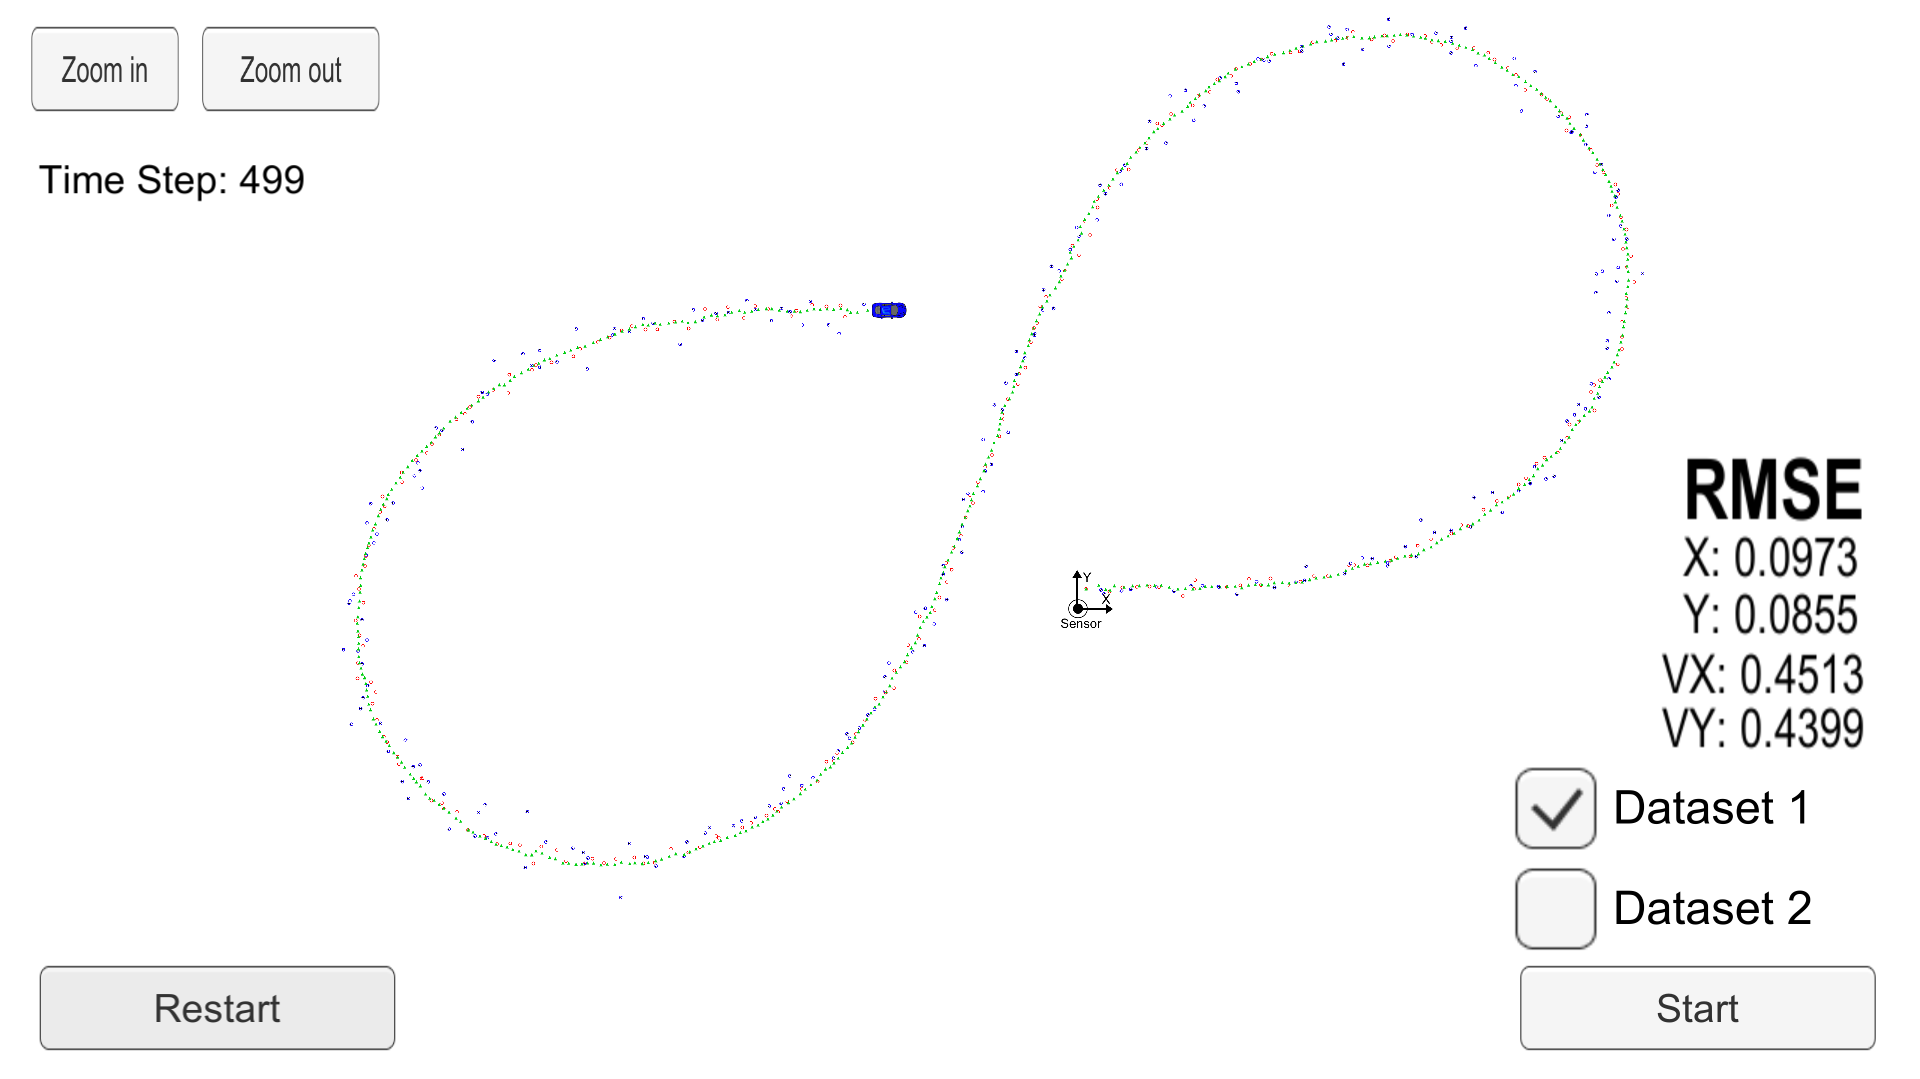 Zoom in
Zoom out
Time Step: 499
Y
X
Sensor
RMSE
X: 0.0973
Y: 0.0855
VX: 0.4513
VY: 0.4399
Dataset 1
Dataset 2
Restart
Start